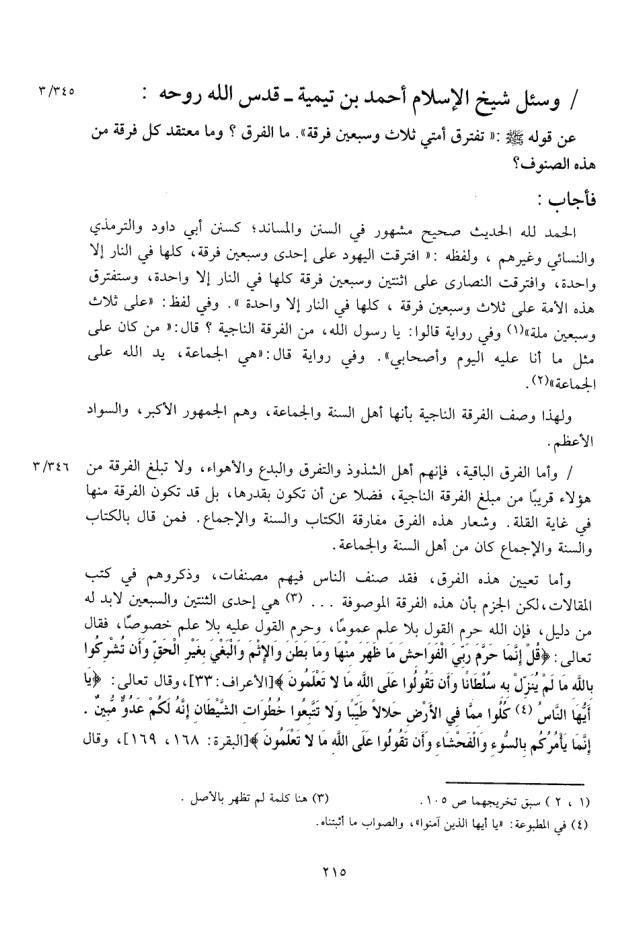 ٣/٣٤٥ / وسئل شيخ الإسلام أحمد بن تيمية ـ قدس الله روحه :
عن قوله ﷺ :« تفترق أمتي ثلاث وسبعين فرقة». ما الفرق ؟ وما معتقد كل فرقة من
هذه الصنوف؟
فأجاب :
الحمد لله الحديث صحيح مشهور في السنن والمساند؛ كسنن أبي داود والترمذي
والنسائي وغيرهم ، ولفظه :« افترقت اليهود على إحدى وسبعين فرقة، كلها في النار إلا
واحدة، وافترقت النصارى على اثنتين وسبعين فرقة كلها في النار إلا واحدة، وستفترق
هذه الأمة على ثلاث وسبعين فرقة ، كلها في النار إلا واحدة ». وفي لفظ: «على ثلاث
وسبعين ملة»(١) وفي رواية قالوا: يا رسول الله، من الفرقة الناجية ؟ قال:« من كان على
مثل ما أنا عليه اليوم وأصحابي». وفي رواية قال:«هي الجماعة، يد الله على
الجماعة»(٢).
ولهذا وصف الفرقة الناجية بأنها أهل السنة والجماعة، وهم الجمهور الأكبر، والسواد
الأعظم.
٣/٣٤٦ / وأما الفرق الباقية، فإنهم أهل الشذوذ والتفرق والبدع والأهواء، ولا تبلغ الفرقة من
هؤلاء قريبًا من مبلغ الفرقة الناجية، فضلا عن أن تكون بقدرها، بل قد تكون الفرقة منها
في غاية القلة. وشعار هذه الفرق مفارقة الكتاب والسنة والإجماع. فمن قال بالكتاب
والسنة والإجماع كان من أهل السنة والجماعة.
وأما تعيين هذه الفرق، فقد صنف الناس فيهم مصنفات، وذكروهم في كتب
المقالات،لكن الجزم بأن هذه الفرقة الموصوفة ... (٣) هي إحدى الثنتين والسبعين لابد له
من دليل، فإن الله حرم القول بلا علم عمومًا، وحرم القول عليه بلا علم خصوصًا، فقال
تعالى: ﴿قُلْ إِنَّمَا حَرَّمَ رَبِّيَ الْفَوَاحِشَ مَا ظَهَرَ مِنْهَا وَمَا بَطَنَ وَالإِثْمَ وَالْبَغْيَ بِغَيْرِ الْحَقِّ وَأَن تُشْرِكُوا
بِاللَّهِ مَا لَمْ يُنَزِّلْ بِهِ سُلْطَانًا وَأَن تَقُولُوا عَلَى اللَّهِ مَا لا تَعْلَمُونَ ﴾[الأعراف:٣٣]،وقال تعالى: ﴿يَا
أَيُّهَا النَّاسُ (٤) كُلُوا مِمَّا فِي الأَرْضِ حَلالاً طَيِّبًا وَلا تَتَّبِعُوا خُطُوَاتِ الشَّيْطَانِ إِنَّهُ لَكُمْ عَدُوٌّ مُّبِينٌ .
إِنَّمَا يَأْمُرُكُم بِالسُّوءِ وَالْفَحْشَاءِ وَأَن تَقُولُوا عَلَى اللَّهِ مَا لا تَعْلَمُونَ ﴾[البقرة: ١٦٨، ١٦٩]، وقال
(١ ، ٢ ) سبق تخريجهما ص ١٠٥. (٣) هنا كلمة لم تظهر بالأصل .
(٤) في المطبوعة: «يا أيها الذين آمنوا»، والصواب ما أثبتناه.
٢١٥